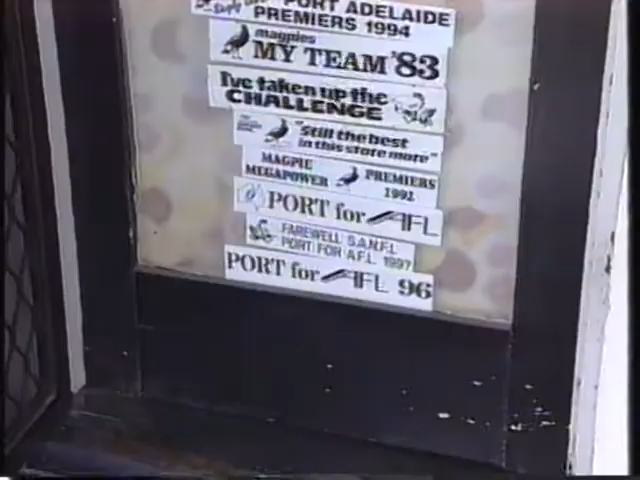 PORT ADELAIDE
PREMIERS 1994
magpies
MY TEAM '83
I've taken up the
CHALLENGE
"Still the best
in this store more"
MAGPIE
MEGAPOWER
PREMIERS
1992
PORT for AFL
FAREWELL S.A.N.F.L
PORT FOR A.F.L 1997
PORT for AFL 96